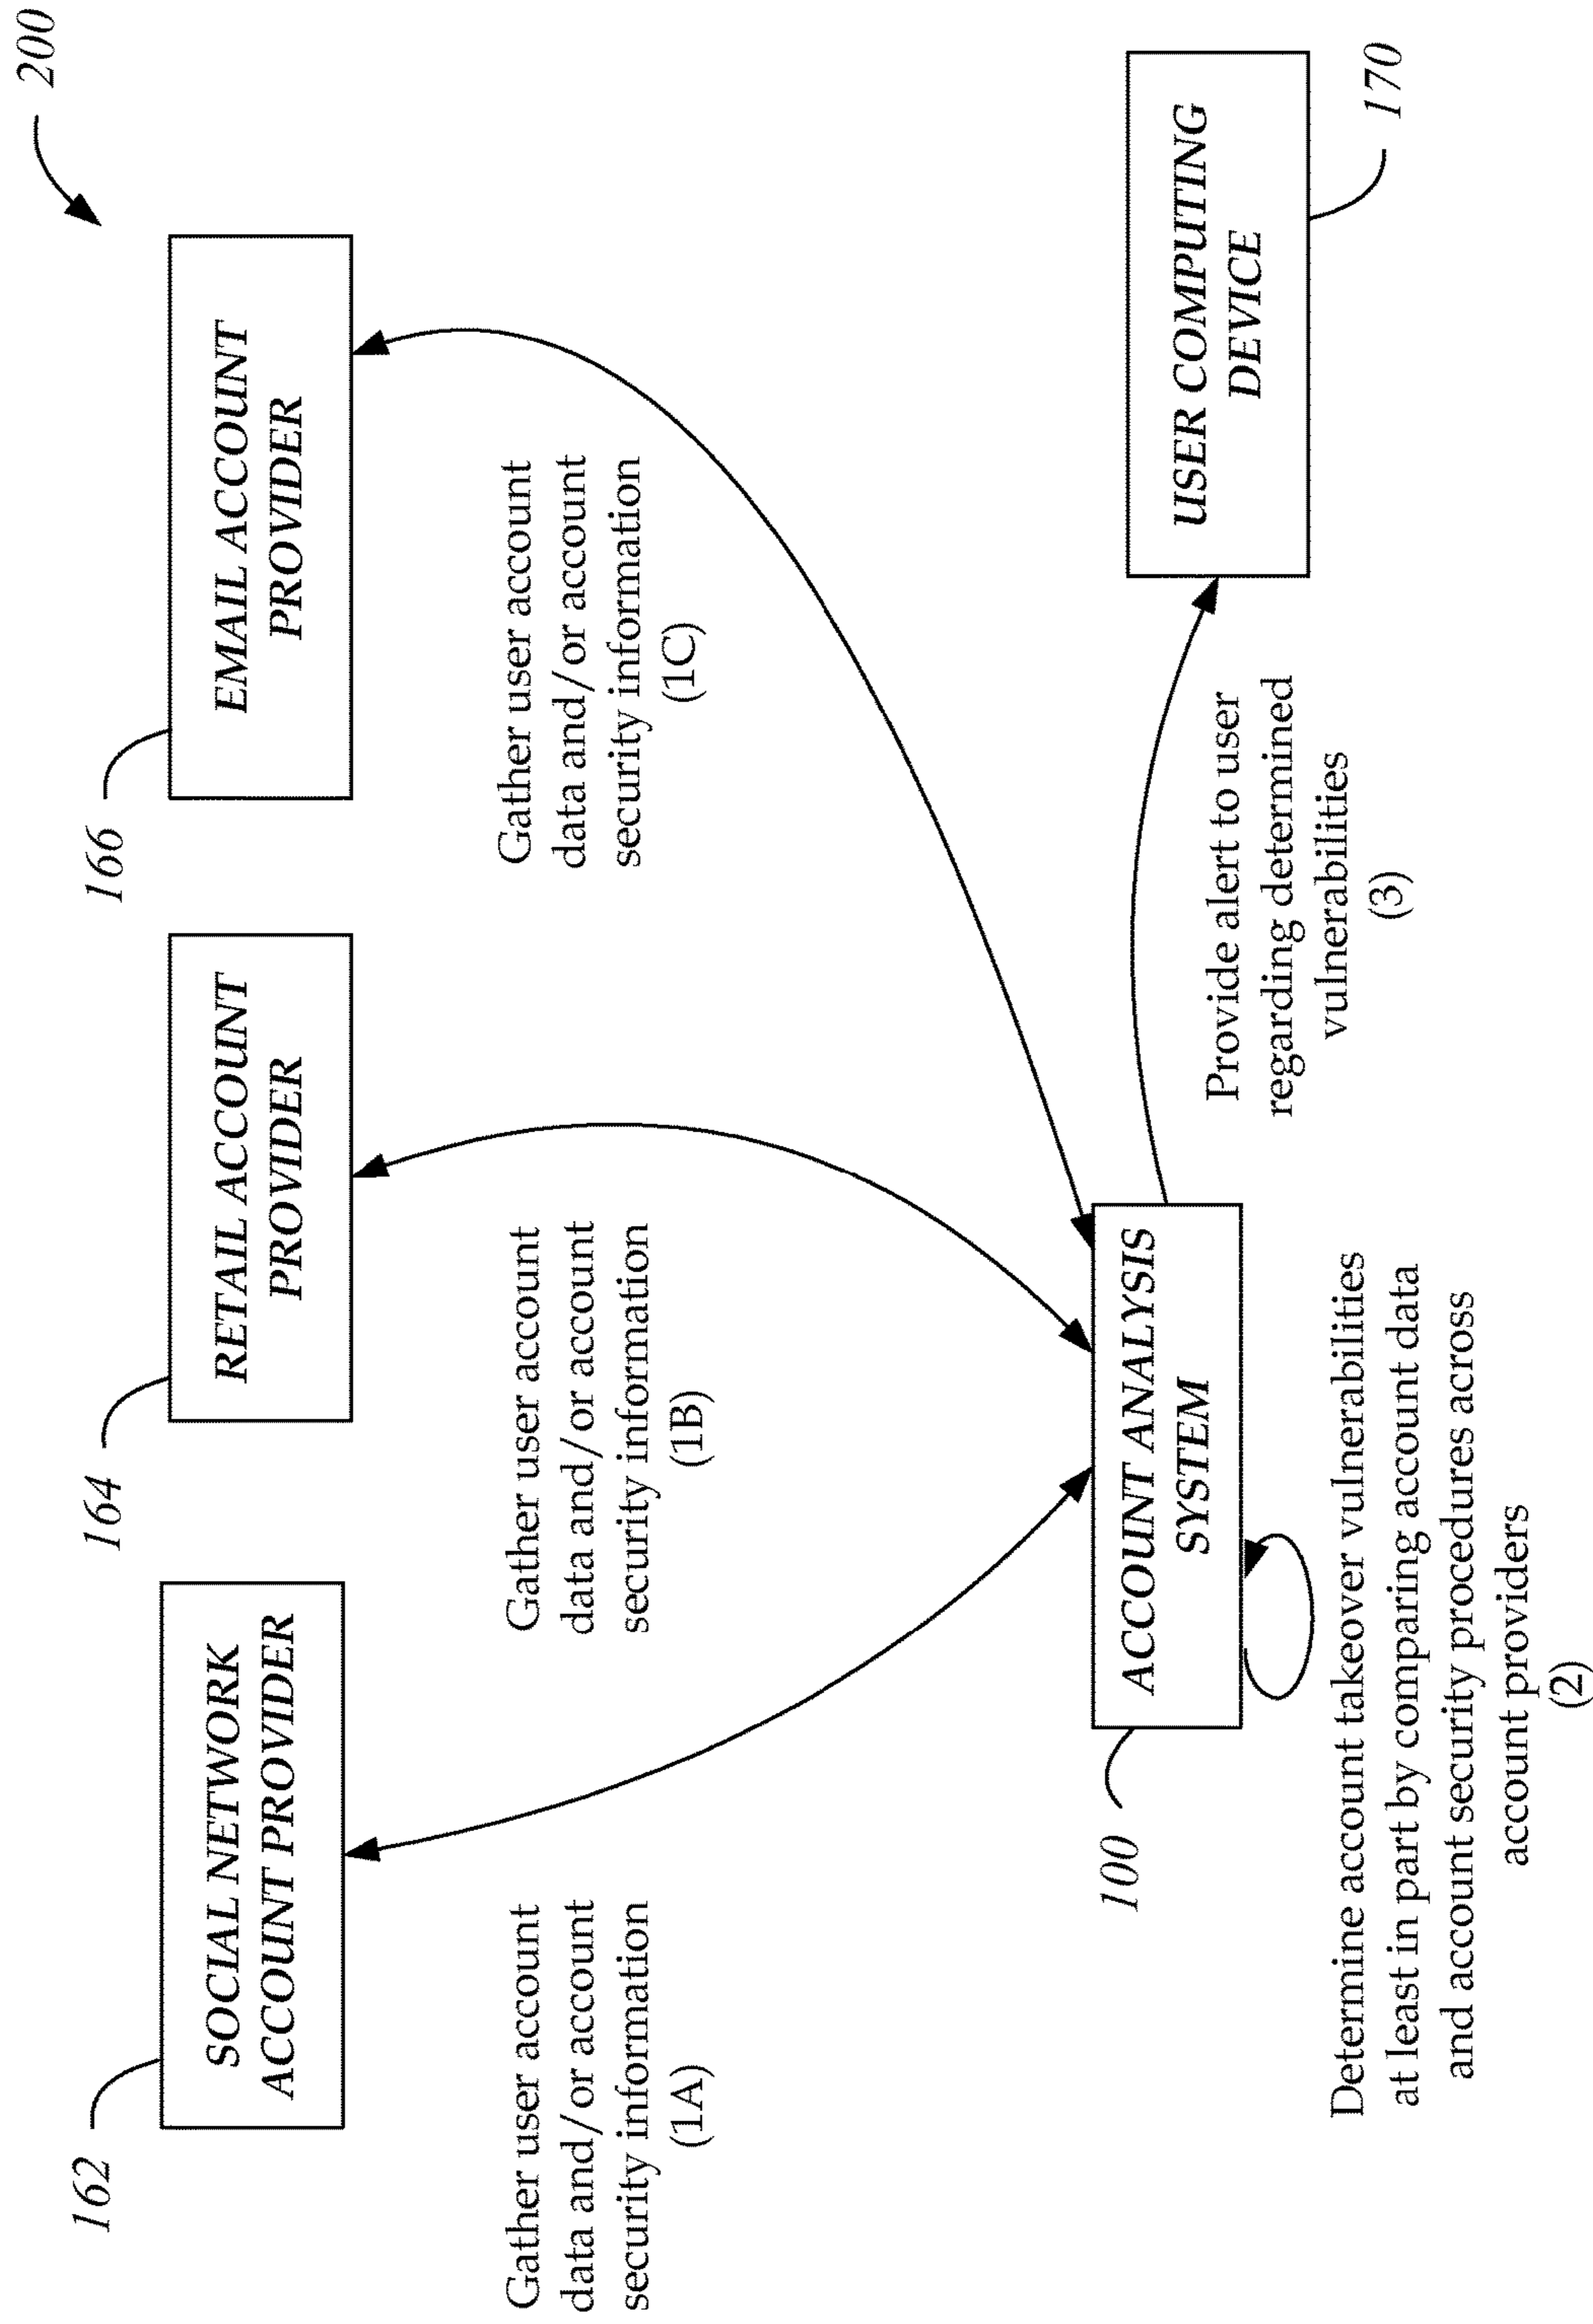 200
162
SOCIAL NETWORK
ACCOUNT PROVIDER
164
RETAIL ACCOUNT
PROVIDER
166
EMAIL ACCOUNT
PROVIDER
Gather user account
data and/or account
security information
(1A)
Gather user account
data and/or account
security information
(1B)
Gather user account
data and/or account
security information
(1C)
100
ACCOUNT ANALYSIS
SYSTEM
USER COMPUTING
DEVICE
170
Provide alert to user
regarding determined
vulnerabilities
(3)
Determine account takeover vulnerabilities
at least in part by comparing account data
and account security procedures across
account providers
(2)